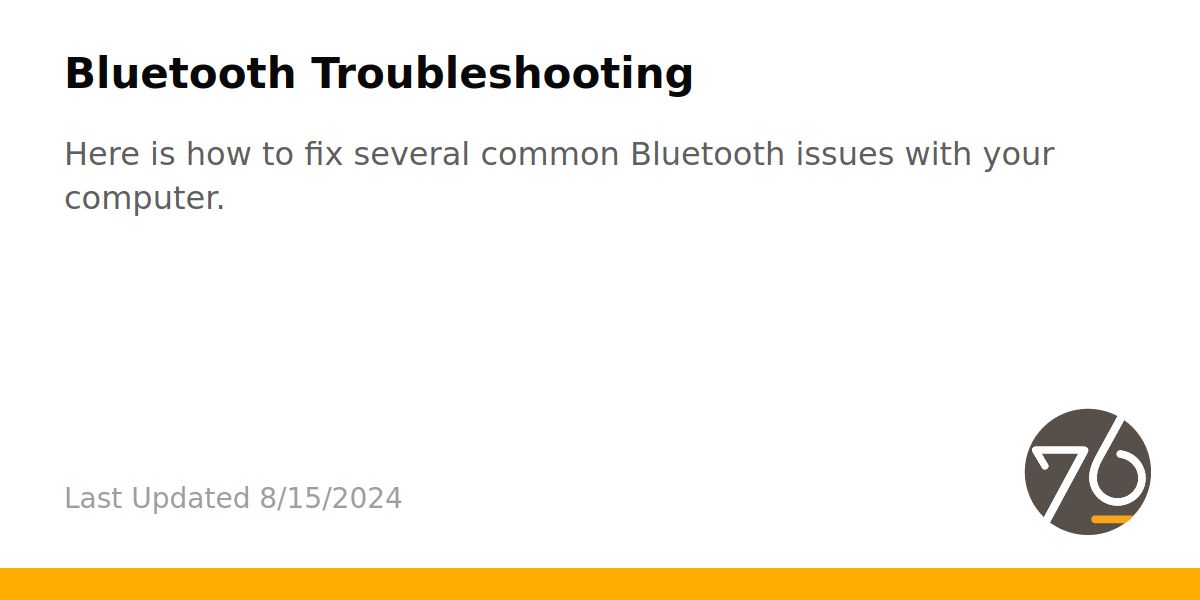 Bluetooth Troubleshooting
Here is how to fix several common Bluetooth issues with your
computer.
Last Updated 8/15/2024
76